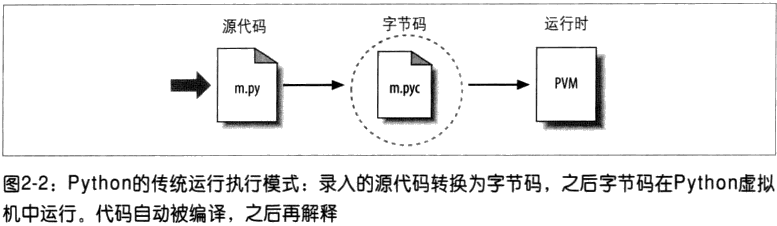 源代码
字节码
运行时
m.py
m.pyc
PVM
图2-2：Python的传统运行执行模式：录入的源代码转换为字节码，之后字节码在Python虚拟
机中运行。代码自动被编译，之后再解释